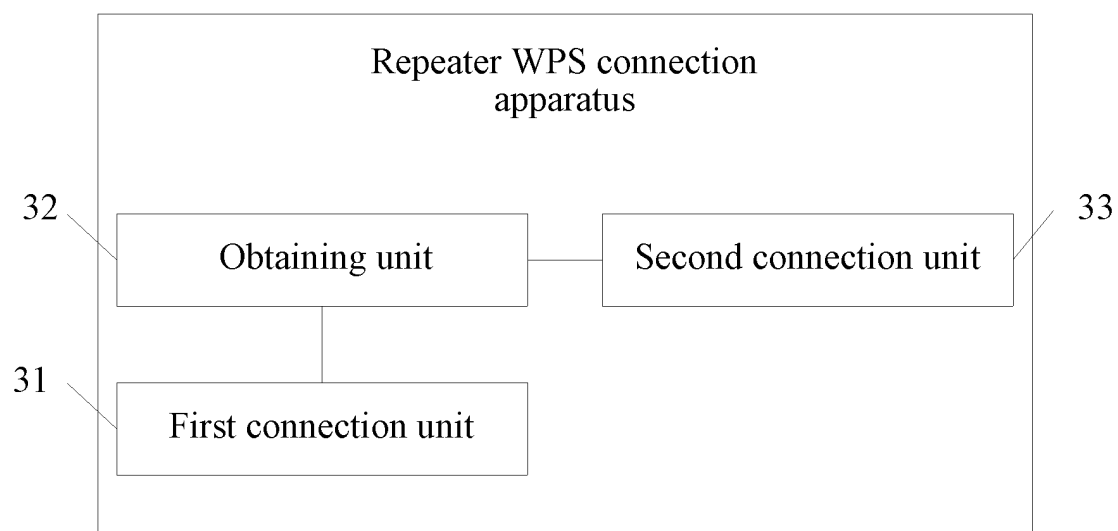 Repeater WPS connection
apparatus
32
33
Obtaining unit
Second connection unit
31
First connection unit